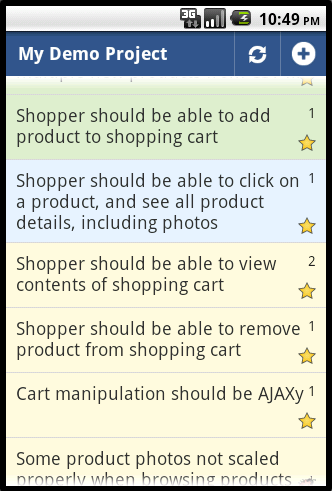 3G
10:49 PM
My Demo Project
Shopper should be able to add 1
product to shopping cart
Shopper should be able to click on 1
a product, and see all product
details, including photos
Shopper should be able to view 2
contents of shopping cart
Shopper should be able to remove 1
product from shopping cart
Cart manipulation should be AJAXy 1
Some product photos not scaled
properly when browsing products